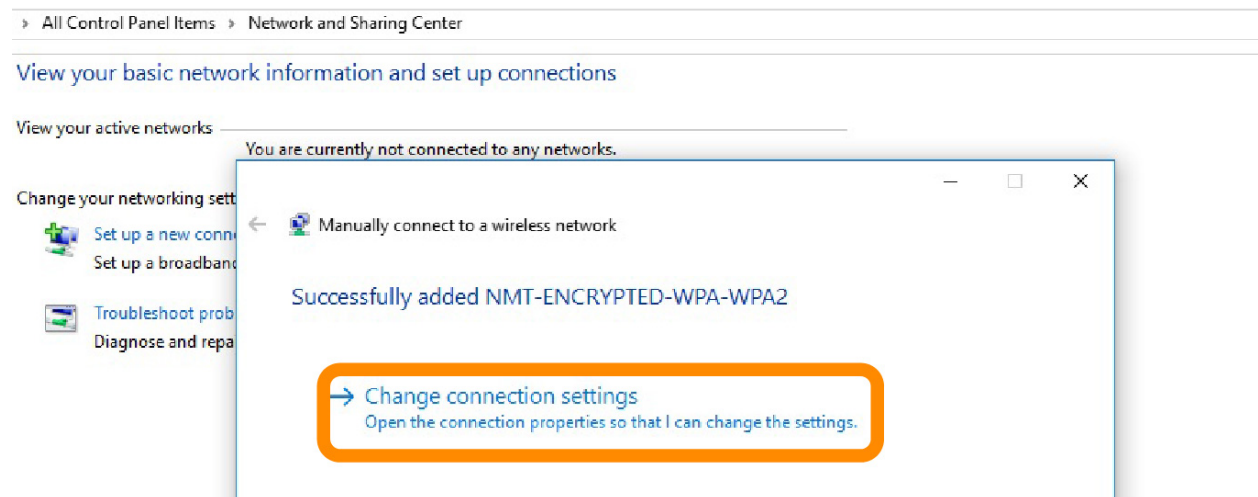 > All Control Panel Items > Network and Sharing Center
View your basic network information and set up connections
View your active networks
You are currently not connected to any networks.
Change your networking sett
Set up a new conn
Set up a broadband
Troubleshoot prob
Diagnose and repa
Manually connect to a wireless network
Successfully added NMT-ENCRYPTED-WPA-WPA2
Change connection settings
Open the connection properties so that I can change the settings.